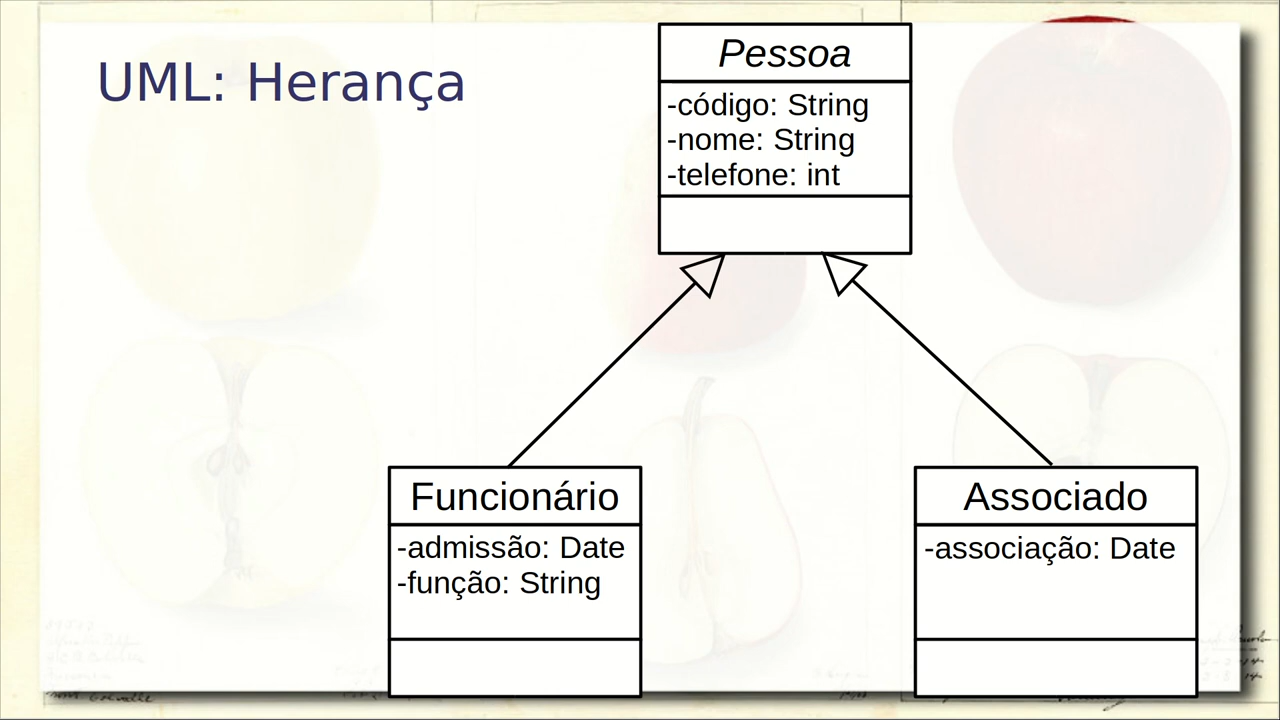 UML: Herança
Pessoa
-código: String
-nome: String
-telefone: int
Funcionário
-admissão: Date
-função: String
Associado
-associação: Date